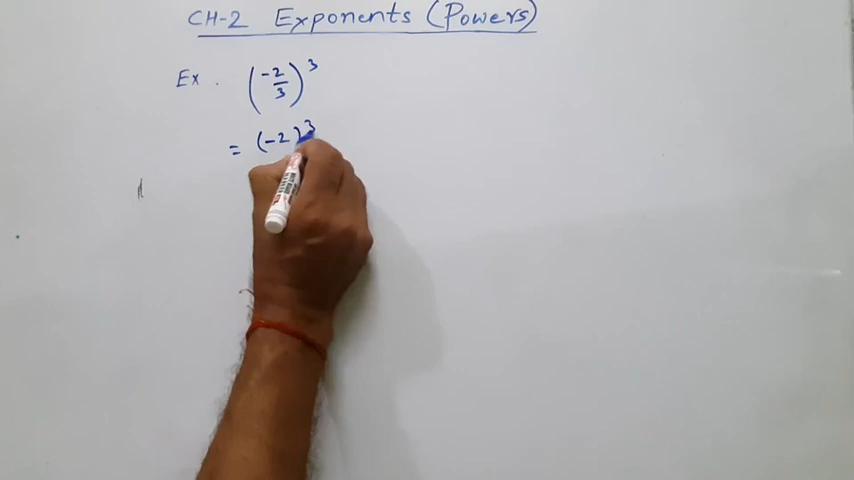 CH-2 Exponents (Powers)
Ex . (-2/3)³
= (-2)³